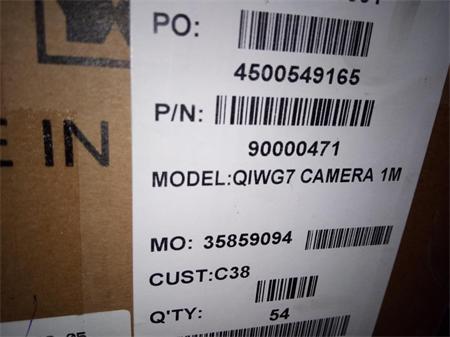 PO:
4500549165
P/N:
90000471
MODEL:QIWG7 CAMERA 1M
MO: 35859094
CUST:C38
Q'TY: 54
E IN